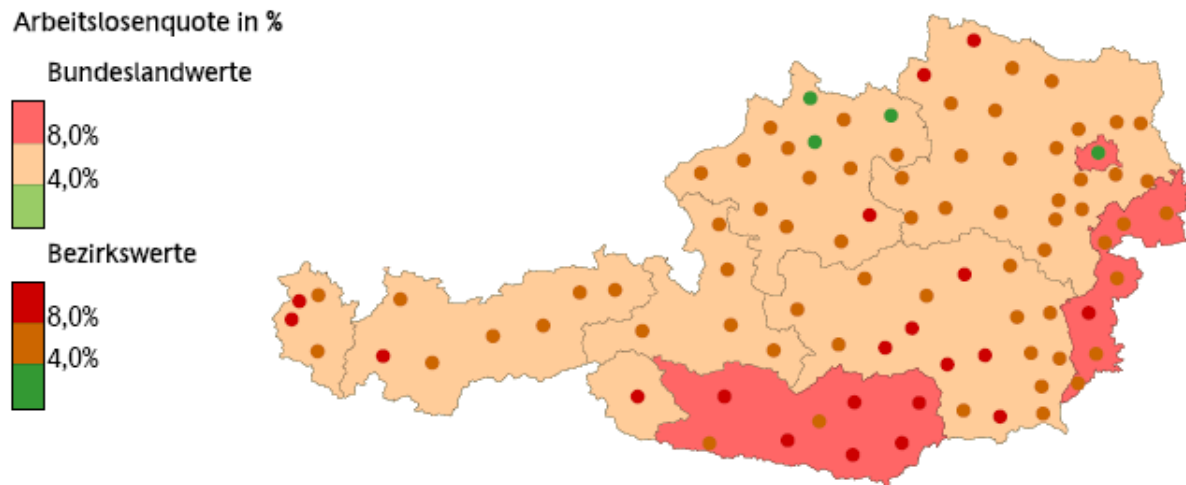 Arbeitslosenquote in %
Bundeslandwerte
8,0%
4,0%
Bezirkswerte
8,0%
4,0%